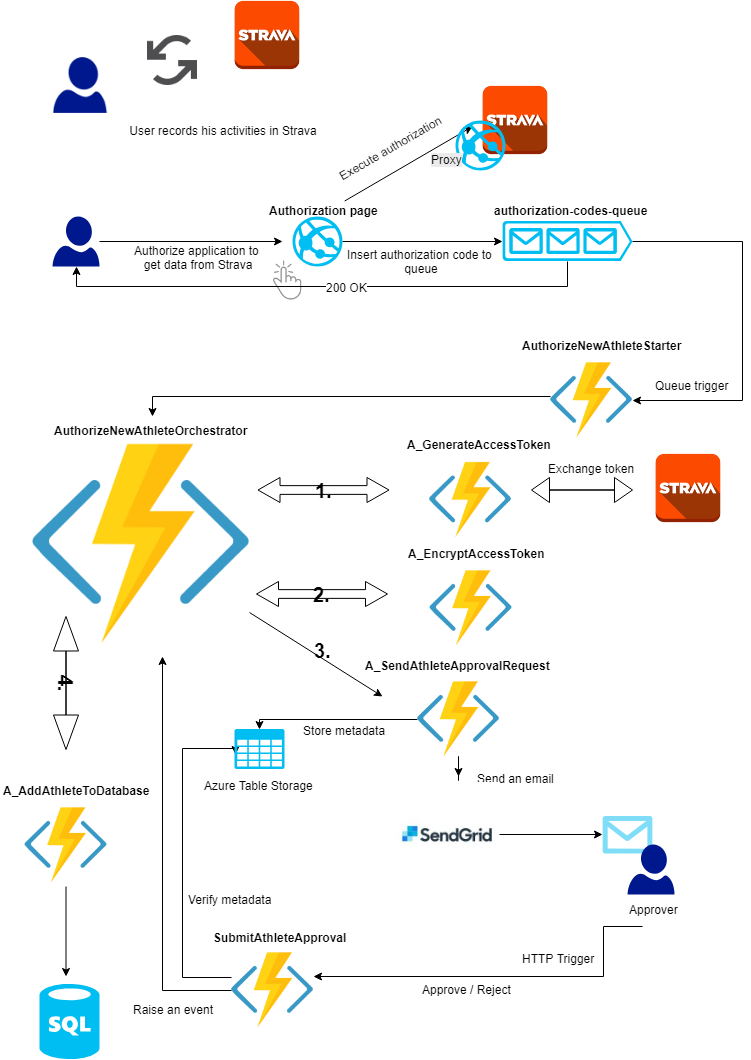 STRAVA
User records his activities in Strava
STRAVA
Execute authorization
Proxy
Authorization page
authorization-codes-queue
Authorize application to
get data from Strava
Insert authorization code to
queue
200 OK
AuthorizeNewAthleteStarter
Queue trigger
AuthorizeNewAthleteOrchestrator
A_GenerateAccessToken
1.
Exchange token
STRAVA
A_EncryptAccessToken
2.
3.
A_SendAthleteApprovalRequest
4.
Store metadata
Azure Table Storage
Send an email
A_AddAthleteToDatabase
SendGrid
Approver
Verify metadata
SubmitAthleteApproval
HTTP Trigger
Approve / Reject
Raise an event
SQL